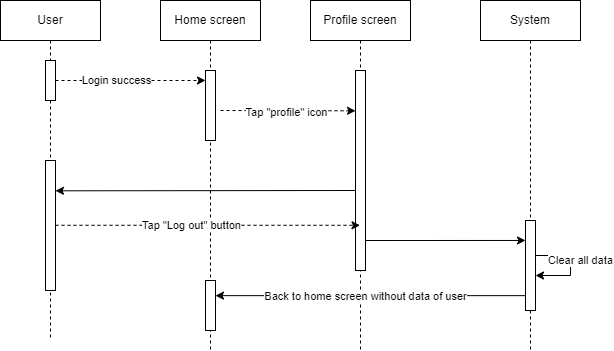 User
Home screen
Profile screen
System
Login success
Tap "profile" icon
Tap "Log out" button
Clear all data
Back to home screen without data of user